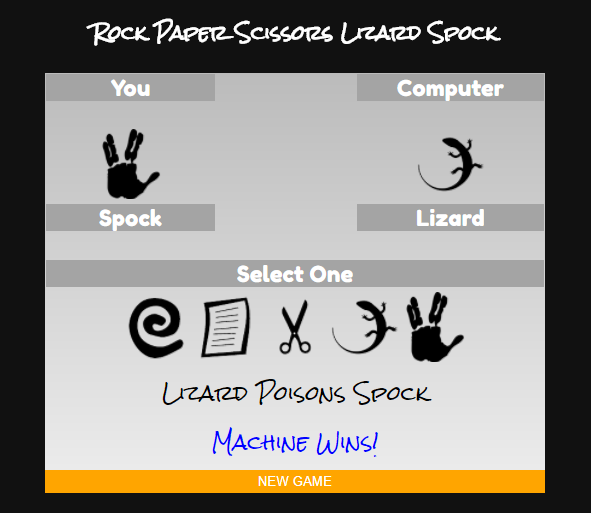 Rock Paper Scissors Lizard Spock
You Computer
Spock Lizard
Select One
Lizard Poisons Spock
Machine Wins!
NEW GAME